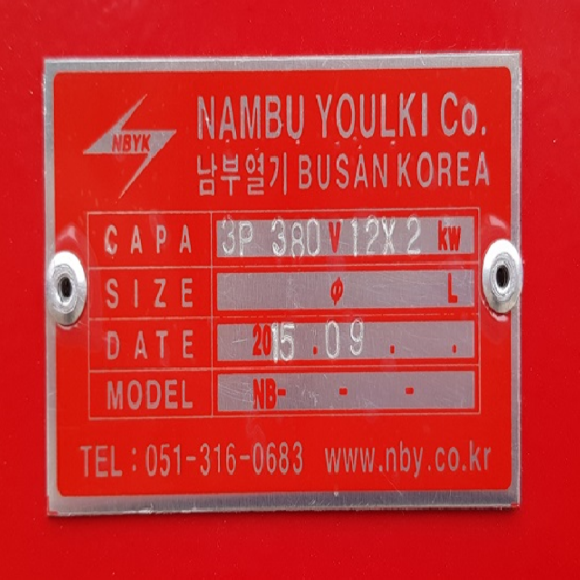 NBYK
NAMBU YOULKI Co.
남부열기 BUSAN KOREA
CAPA 3P 380 V 12X2 kw
SIZE φ L
DATE 2015.09. .
MODEL NB- - -
TEL : 051-316-0683 www.nby.co.kr